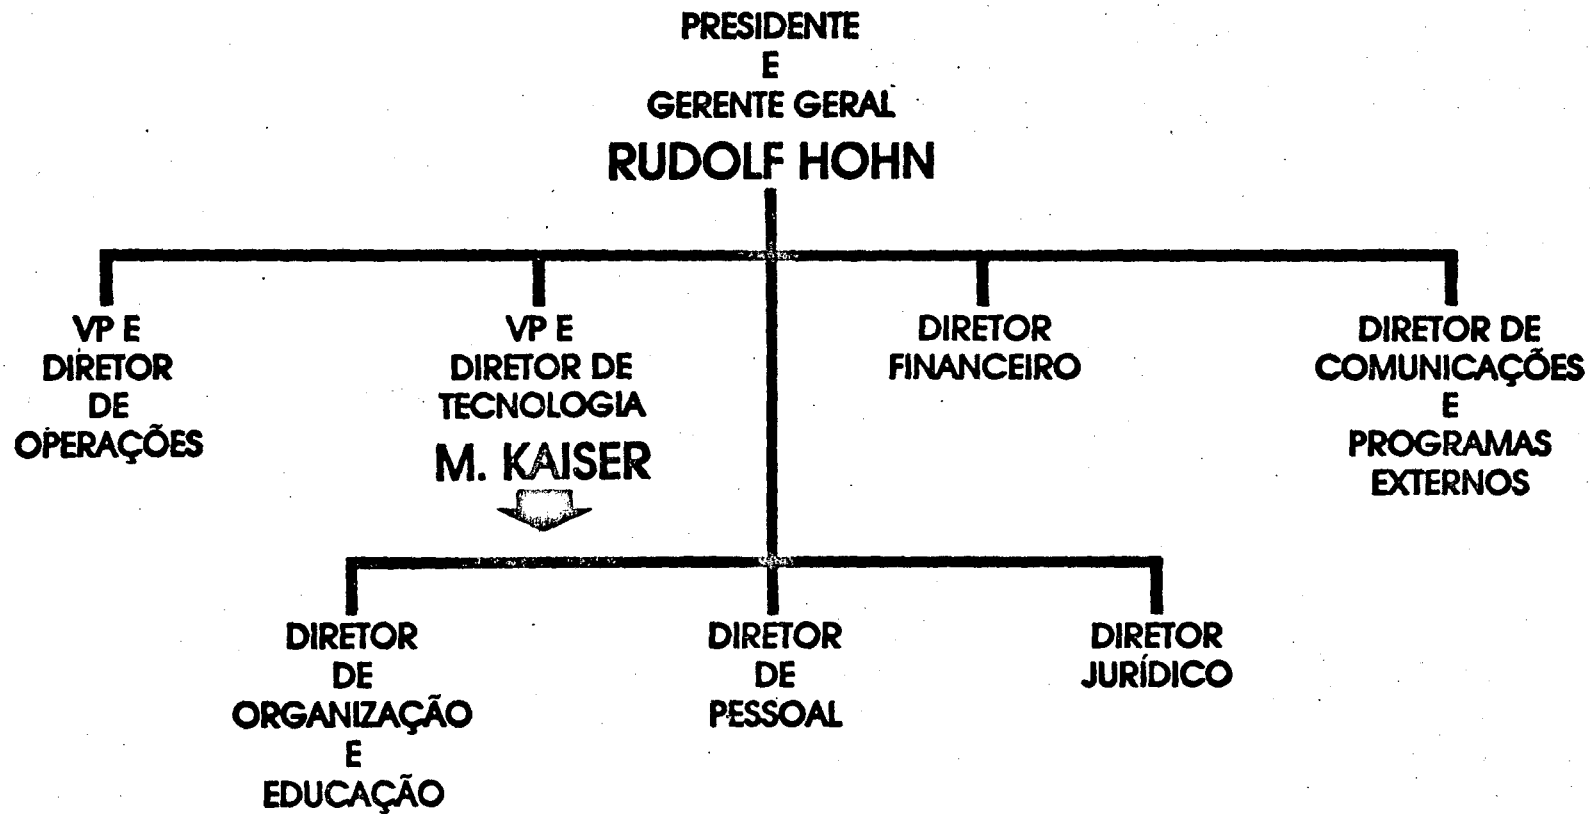 PRESIDENTE
E
GERENTE GERAL
RUDOLF HOHN
VP E
DIRETOR
DE
OPERAÇÕES
VP E
DIRETOR DE
TECNOLOGIA
M. KAISER
DIRETOR
FINANCEIRO
DIRETOR DE
COMUNICAÇÕES
E
PROGRAMAS
EXTERNOS
DIRETOR
DE
ORGANIZAÇÃO
E
EDUCAÇÃO
DIRETOR
DE
PESSOAL
DIRETOR
JURÍDICO